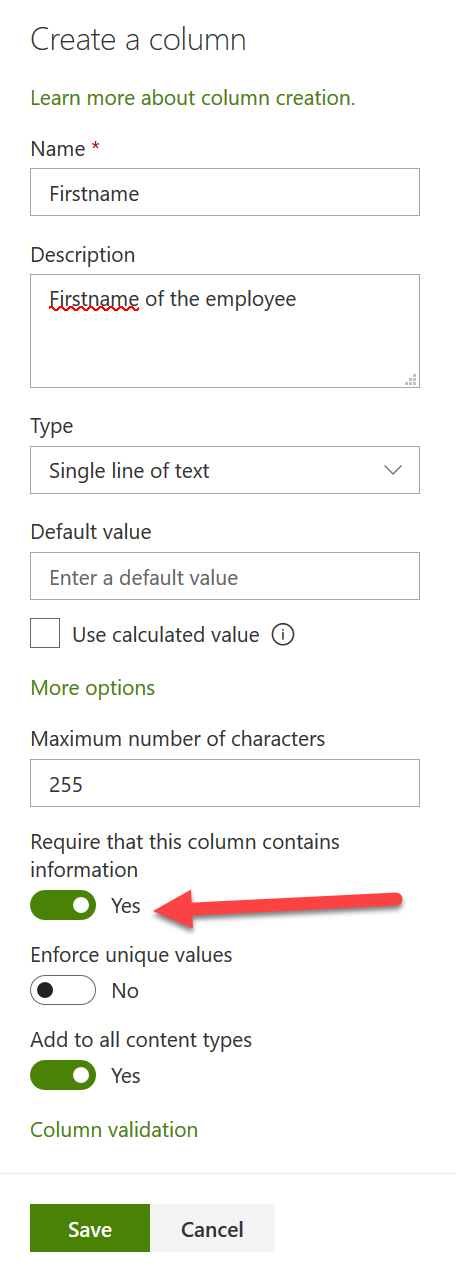 Create a column
Learn more about column creation.
Name *
Firstname
Description
Firstname of the employee
Type
Single line of text
Default value
Enter a default value
Use calculated value
More options
Maximum number of characters
255
Require that this column contains
information
Yes
Enforce unique values
No
Add to all content types
Yes
Column validation
Save Cancel